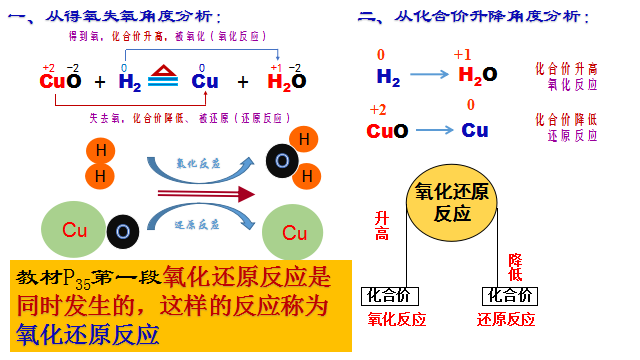 一、从得氧失氧角度分析：
得到氧，化合价升高，被氧化（氧化反应）
+2 −2 0 0 +1 −2
CuO + H₂ △ Cu + H₂O
失去氧，化合价降低、被还原（还原反应）
H
H
氧化反应
H
O
H
Cu
O
还原反应
Cu
教材P₃₅第一段氧化还原反应是
同时发生的，这样的反应称为
氧化还原反应
二、从化合价升降角度分析：
0 +1
H₂ H₂O
化合价升高
氧化反应
+2 0
CuO Cu
化合价降低
还原反应
氧化还原
反应
升高
降低
化合价
化合价
氧化反应
还原反应